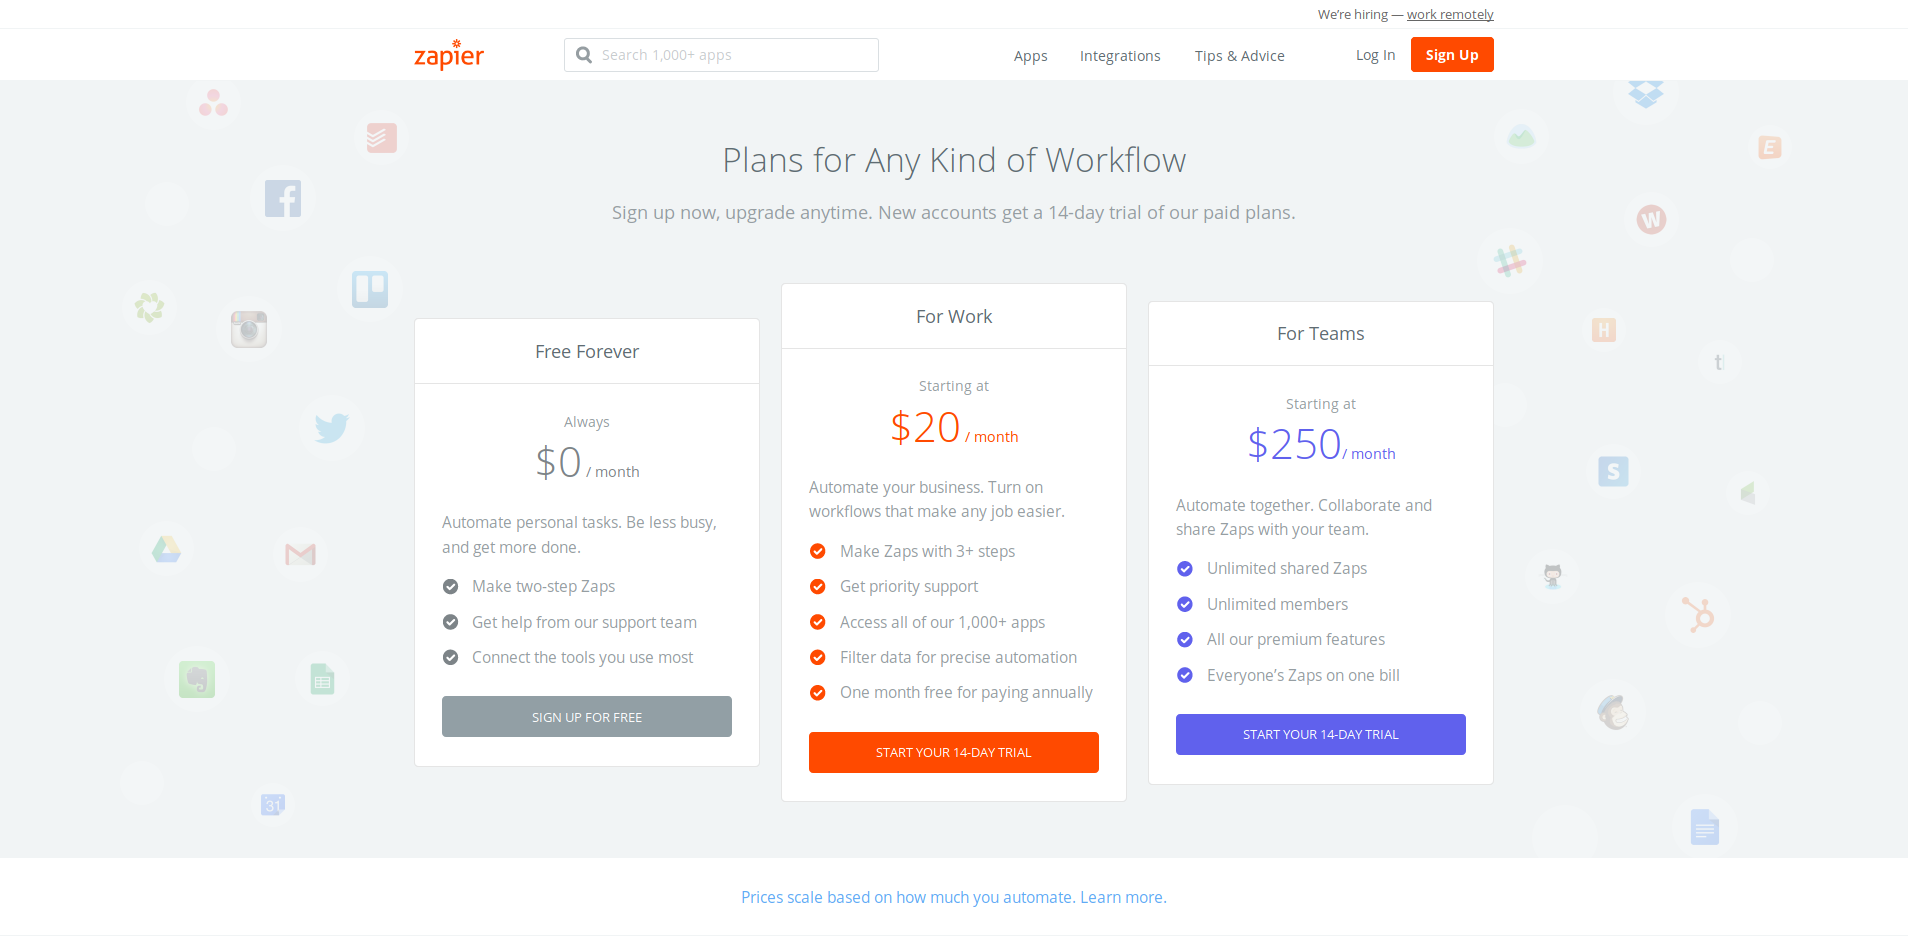 We're hiring — work remotely
zapier
Search 1,000+ apps
Apps
Integrations
Tips & Advice
Log In
Sign Up
Plans for Any Kind of Workflow
Sign up now, upgrade anytime. New accounts get a 14-day trial of our paid plans.
Free Forever
Always
$0 / month
Automate personal tasks. Be less busy,
and get more done.
Make two-step Zaps
Get help from our support team
Connect the tools you use most
SIGN UP FOR FREE
For Work
Starting at
$20 / month
Automate your business. Turn on
workflows that make any job easier.
Make Zaps with 3+ steps
Get priority support
Access all of our 1,000+ apps
Filter data for precise automation
One month free for paying annually
START YOUR 14-DAY TRIAL
For Teams
Starting at
$250 / month
Automate together. Collaborate and
share Zaps with your team.
Unlimited shared Zaps
Unlimited members
All our premium features
Everyone’s Zaps on one bill
START YOUR 14-DAY TRIAL
E
W
H
t
S
31
Prices scale based on how much you automate. Learn more.